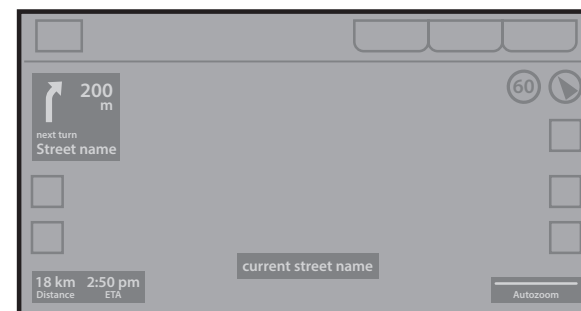 200
m
60
next turn
Street name
current street name
18 km 2:50 pm
Distance ETA
Autozoom